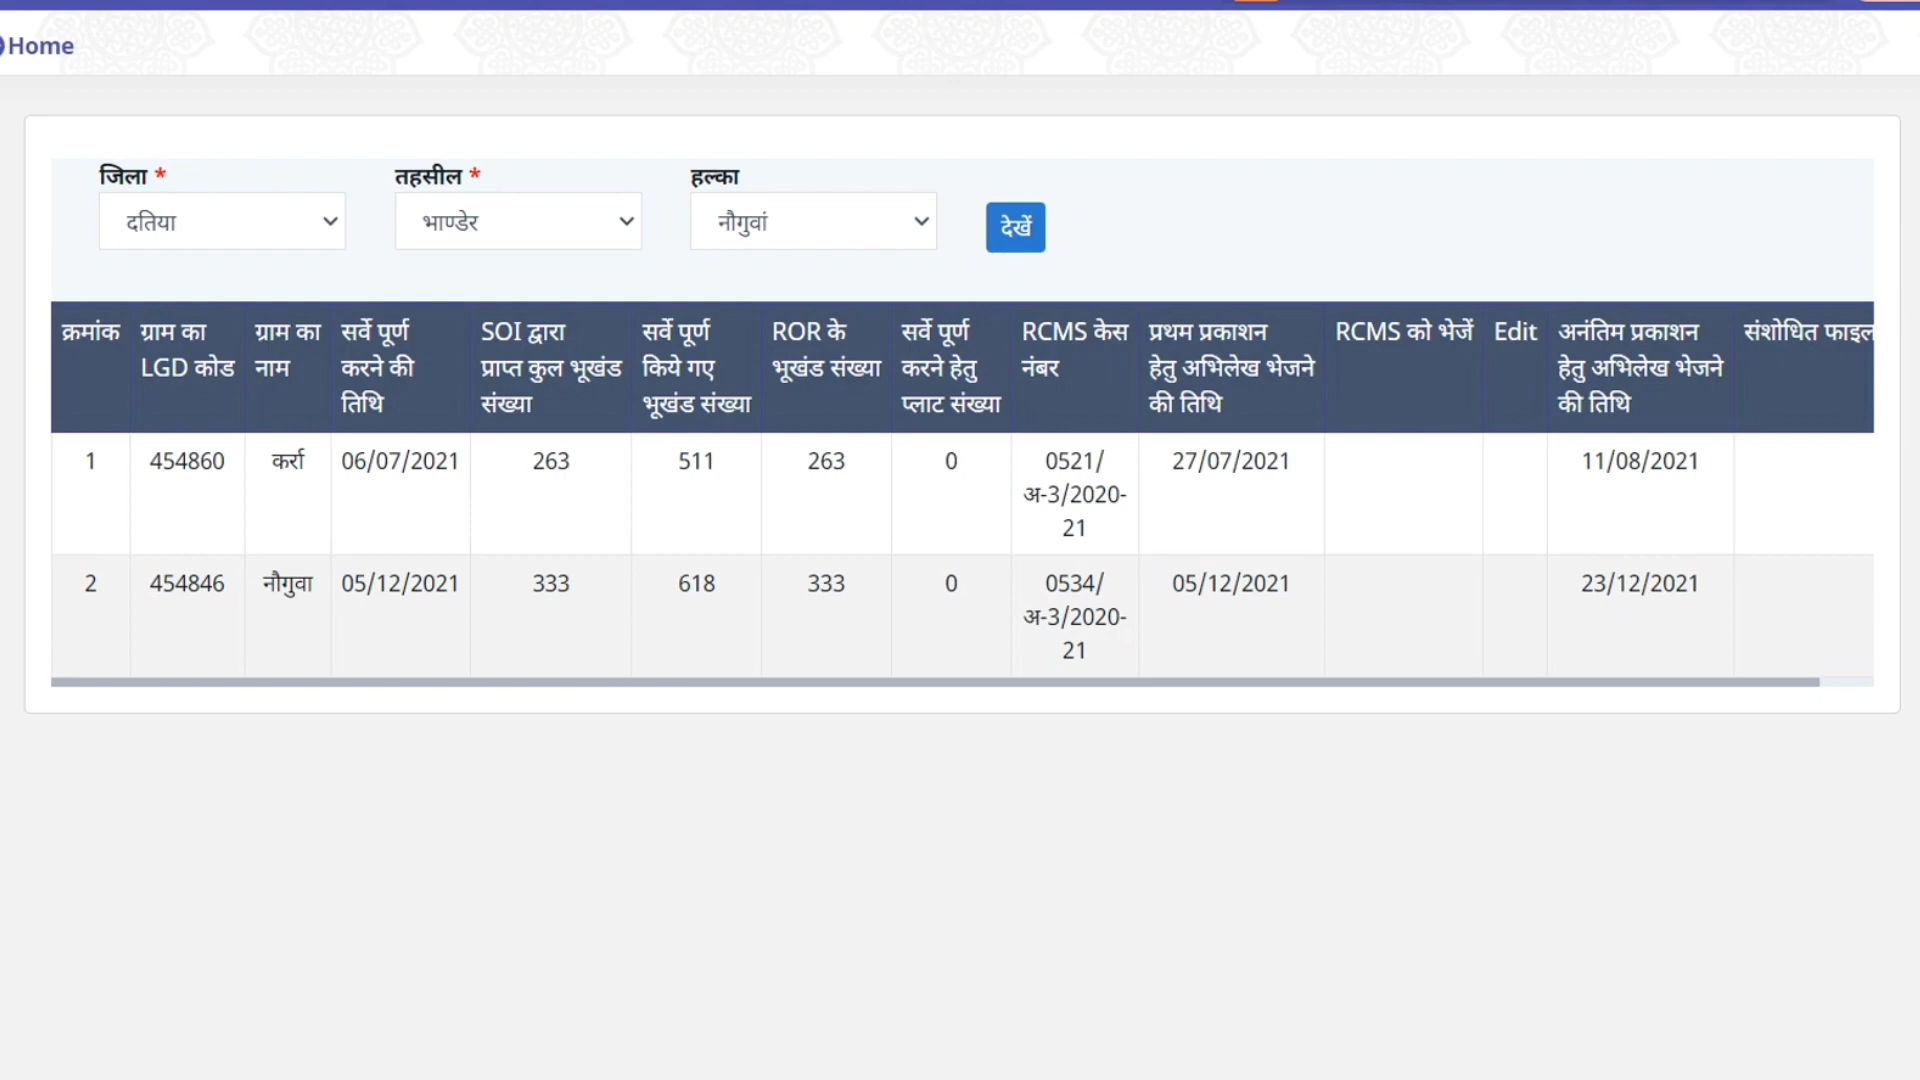 Home
जिला * तहसील * हल्का
दतिया भाण्डेर नौगुवां देखें
क्रमांक ग्राम का ग्राम का सर्वे पूर्ण SOI द्वारा सर्वे पूर्ण ROR के सर्वे पूर्ण RCMS केस प्रथम प्रकाशन RCMS को भेजें Edit अनंतिम प्रकाशन संशोधित फाइल
LGD कोड नाम करने की प्राप्त कुल भूखंड किये गए भूखंड संख्या करने हेतु नंबर हेतु अभिलेख भेजने हेतु अभिलेख भेजने
तिथि संख्या भूखंड संख्या प्लाट संख्या की तिथि की तिथि
1 454860 कर्रा 06/07/2021 263 511 263 0 0521/ 27/07/2021 11/08/2021
अ-3/2020-
21
2 454846 नौगुवा 05/12/2021 333 618 333 0 0534/ 05/12/2021 23/12/2021
अ-3/2020-
21